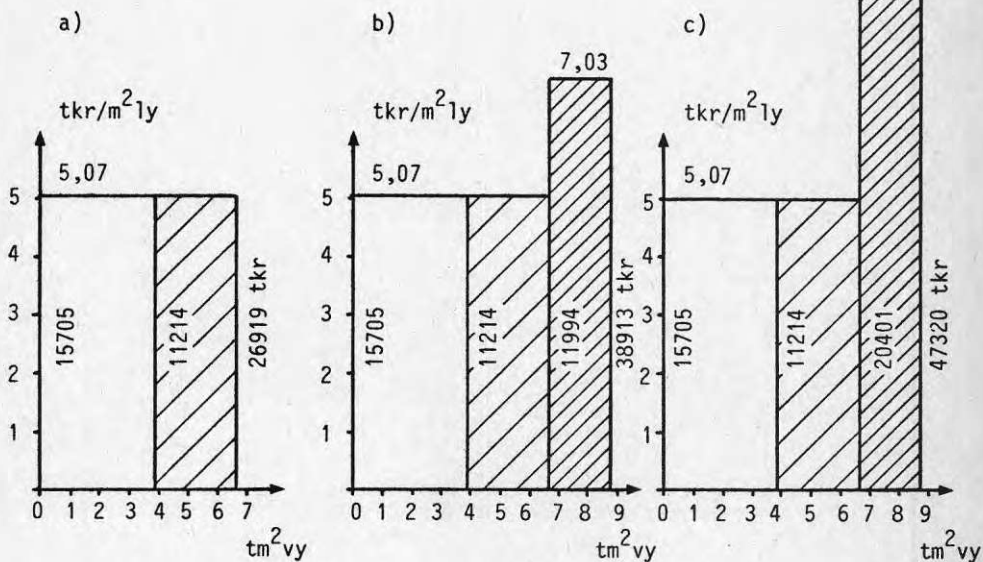 a)
tkr/m²ly
5,07
5
4
3
2
1
15705
11214
26919 tkr
0 1 2 3 4 5 6 7
tm²vy
b)
7,03
tkr/m²ly
5,07
5
4
3
2
1
15705
11214
11994
38913 tkr
0 1 2 3 4 5 6 7 8 9
tm²vy
c)
tkr/m²ly
5,07
5
4
3
2
1
15705
11214
20401
47320 tkr
0 1 2 3 4 5 6 7 8 9
tm²vy